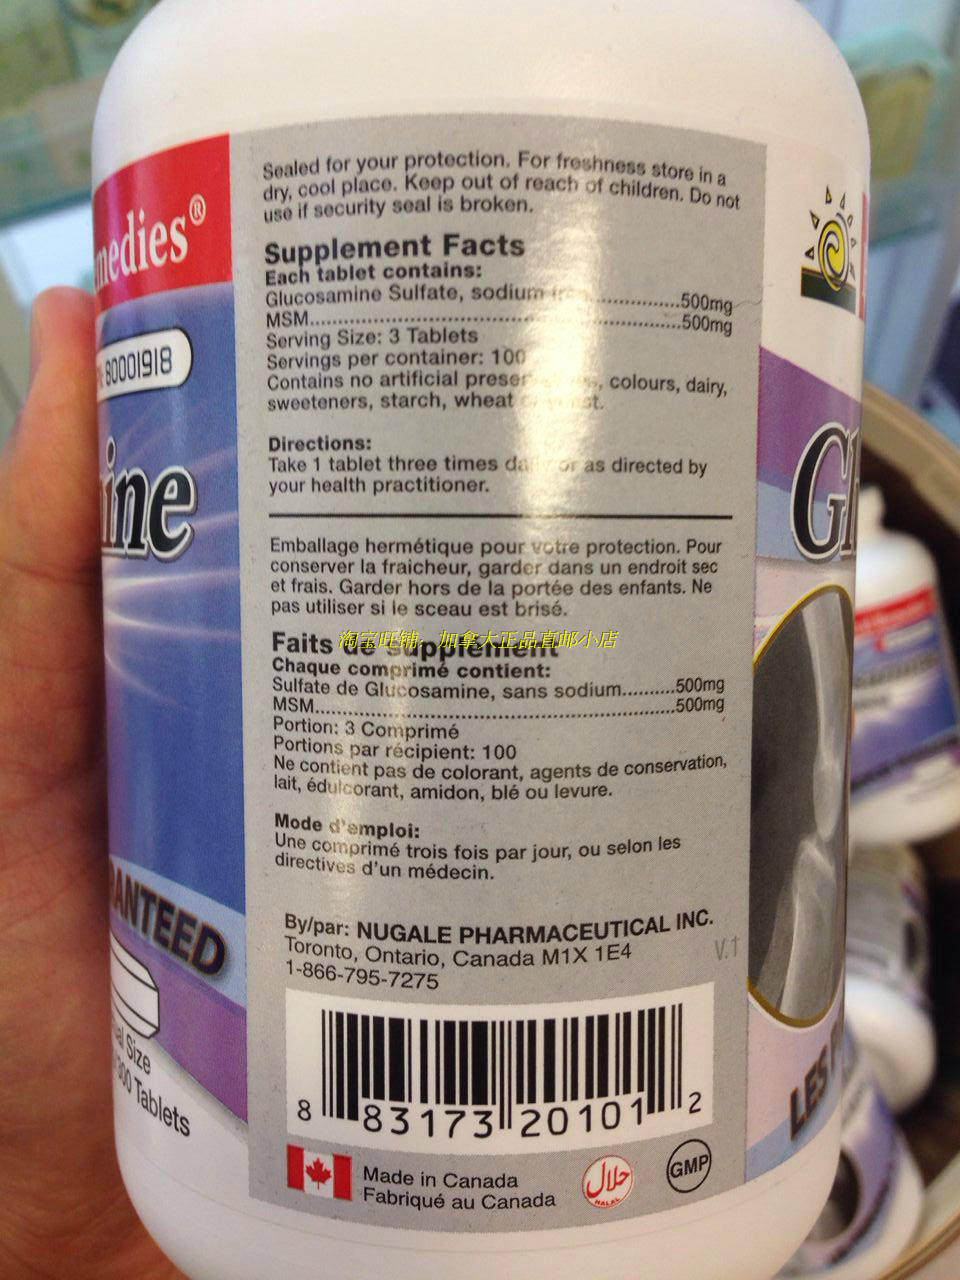 medies®
80001918
ine
RANTEED
Size
300 Tablets
Sealed for your protection. For freshness store in a
dry, cool place. Keep out of reach of children. Do not
use if security seal is broken.
Supplement Facts
Each tablet contains:
Glucosamine Sulfate, sodium ..............500mg
MSM..........................................................500mg
Serving Size: 3 Tablets
Servings per container: 100
Contains no artificial colours, dairy,
sweeteners, starch, wheat
Directions:
Take 1 tablet three times daily or as directed by
your health practitioner.
Emballage hermétique pour votre protection. Pour
conserver la fraicheur, garder dans un endroit sec
et frais. Garder hors de la portée des enfants. Ne
pas utiliser si le sceau est brisé.
淘宝旺铺：加拿大正品直邮小店
Faits de supplément
Chaque comprimé contient:
Sulfate de Glucosamine, sans sodium..........500mg
MSM.........................................................500mg
Portion: 3 Comprimé
Portions par récipient: 100
Ne contient pas de colorant, agents de conservation,
lait, édulcorant, amidon, blé ou levure.
Mode d'emploi:
Une comprimé trois fois par jour, ou selon les
directives d'un médecin.
By/par: NUGALE PHARMACEUTICAL INC.
Toronto, Ontario, Canada M1X 1E4
1-866-795-7275
V.1
8 83173 20101 2
Made in Canada
Fabriqué au Canada
حلال
HALAL
GMP
Gl
LES